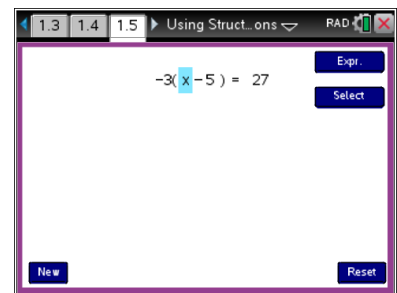 1.3 1.4 1.5 Using Struct...ons RAD
Expr.
-3( x - 5 ) = 27
Select
New Reset